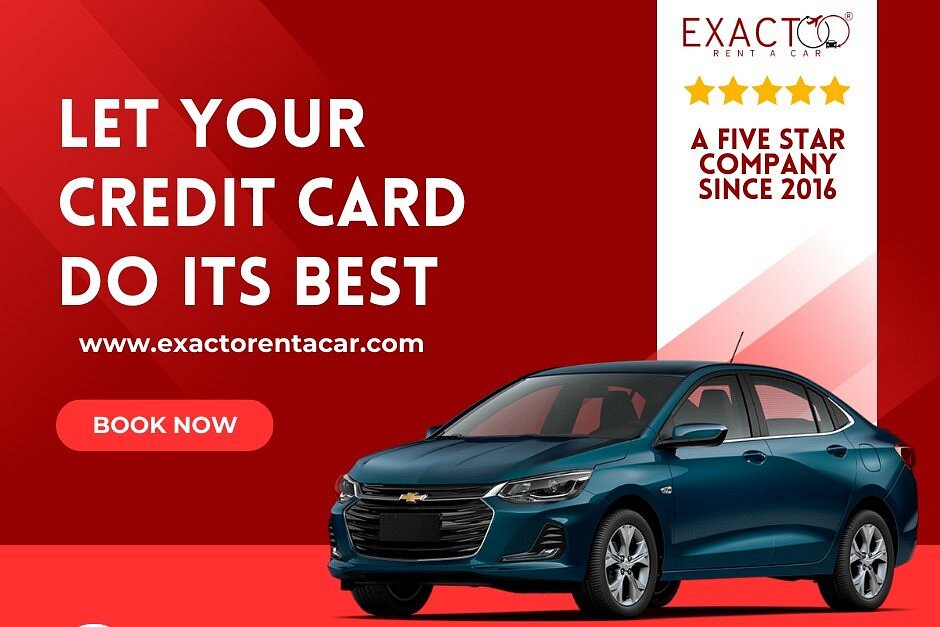 LET YOUR
CREDIT CARD
DO ITS BEST
www.exactorentacar.com
BOOK NOW
EXACTO®
RENT A CAR
A FIVE STAR
COMPANY
SINCE 2016